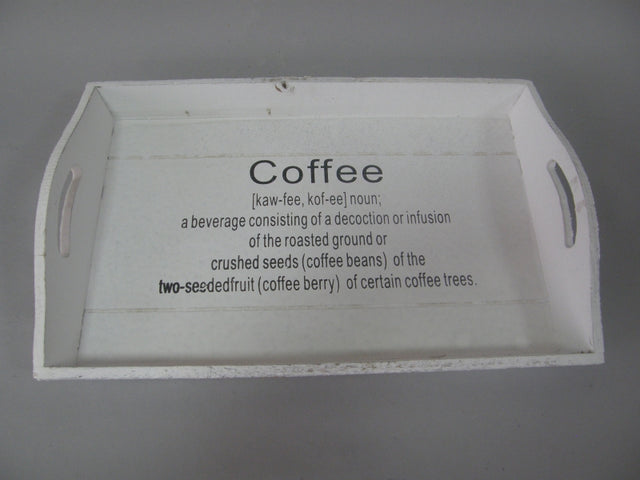 Coffee
[kaw-fee, kof-ee] noun;
a beverage consisting of a decoction or infusion
of the roasted ground or
crushed seeds (coffee beans) of the
two-seededfruit (coffee berry) of certain coffee trees.